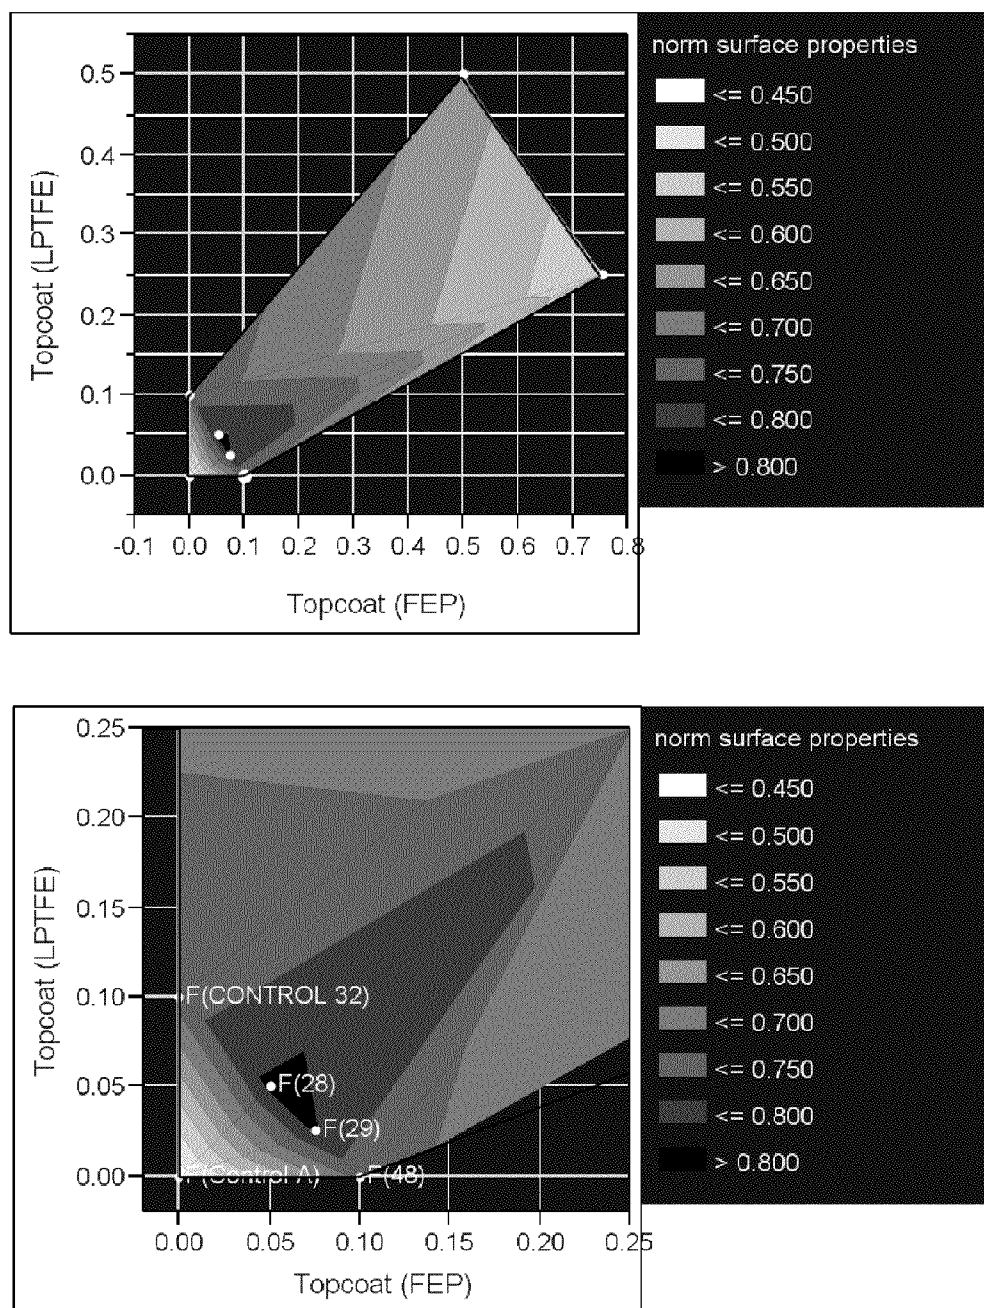 norm surface properties
<= 0.450
<= 0.500
<= 0.550
<= 0.600
<= 0.650
<= 0.700
<= 0.750
<= 0.800
> 0.800
Topcoat (LPTFE)
0.5
0.4
0.3
0.2
0.1
0.0
-0.1 0.0 0.1 0.2 0.3 0.4 0.5 0.6 0.7 0.8
Topcoat (FEP)
norm surface properties
<= 0.450
<= 0.500
<= 0.550
<= 0.600
<= 0.650
<= 0.700
<= 0.750
<= 0.800
> 0.800
Topcoat (LPTFE)
0.25
0.20
0.15
0.10
0.05
0.00
F(CONTROL 32)
F(28)
F(29)
F(Control A)
F(48)
0.00 0.05 0.10 0.15 0.20 0.25
Topcoat (FEP)